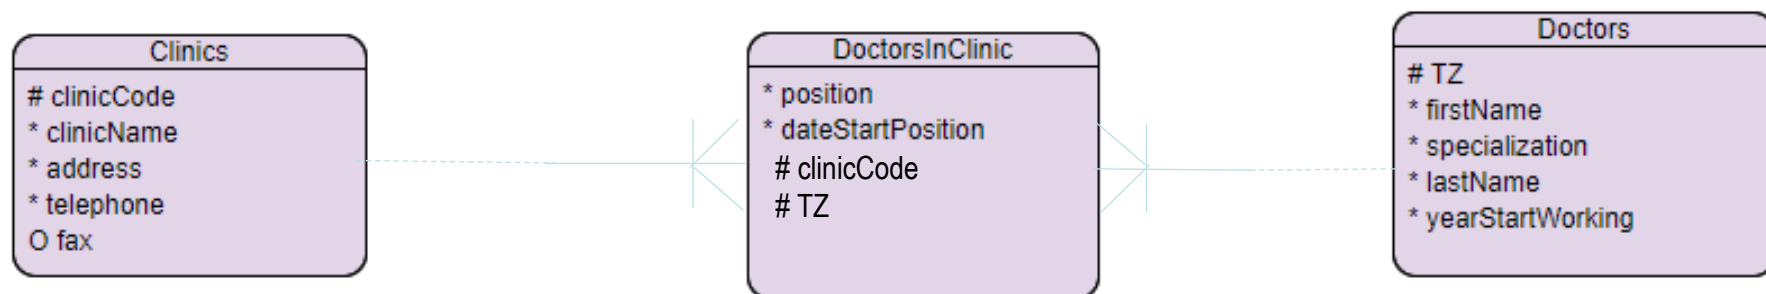 Clinics
# clinicCode
* clinicName
* address
* telephone
O fax
DoctorsInClinic
* position
* dateStartPosition
# clinicCode
# TZ
Doctors
# TZ
* firstName
* specialization
* lastName
* yearStartWorking